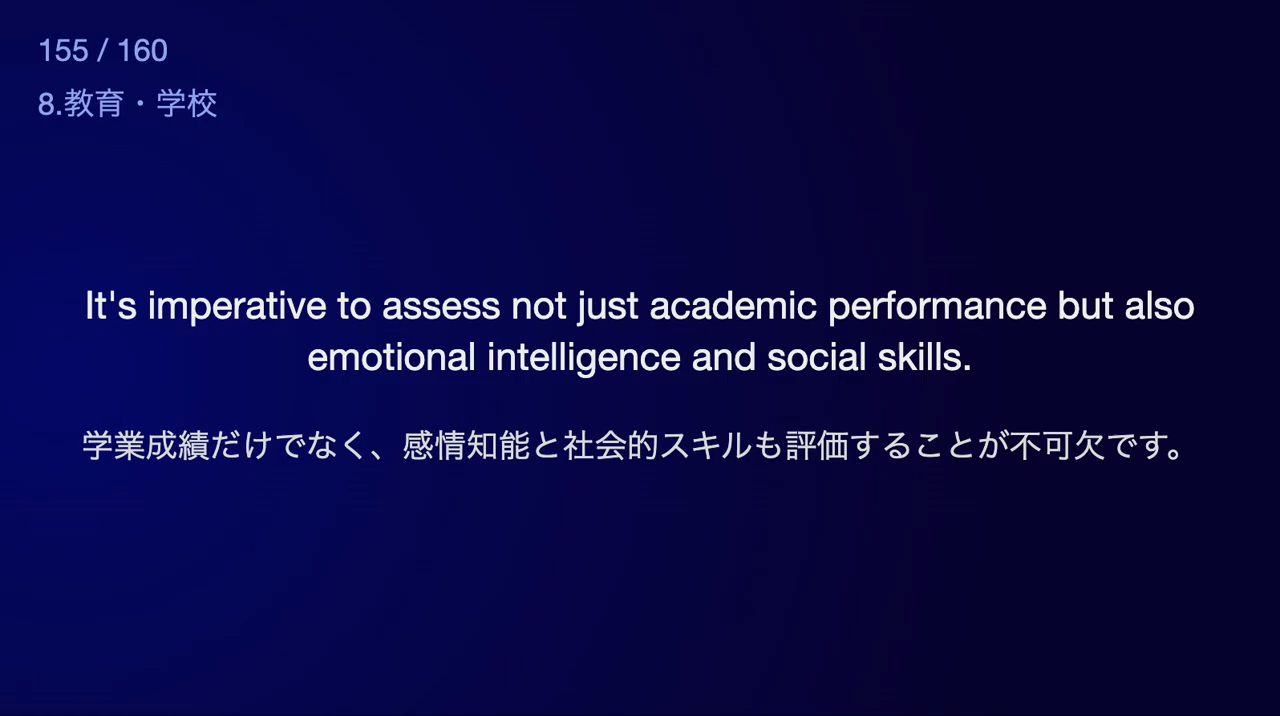 155 / 160
8.教育・学校
It's imperative to assess not just academic performance but also
emotional intelligence and social skills.
学業成績だけでなく、感情知能と社会的スキルも評価することが不可欠です。